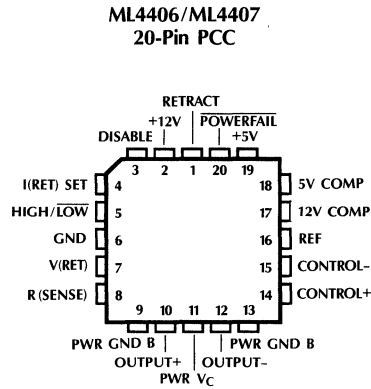 ML4406/ML4407
20-Pin PCC
RETRACT
+12V POWERFAIL
DISABLE +5V
3 2 1 20 19
I(RET) SET 4 18 5V COMP
HIGH/LOW 5 17 12V COMP
GND 6 16 REF
V(RET) 7 15 CONTROL–
R(SENSE) 8 14 CONTROL+
9 10 11 12 13
PWR GND B PWR GND B
OUTPUT+ OUTPUT–
PWR VC